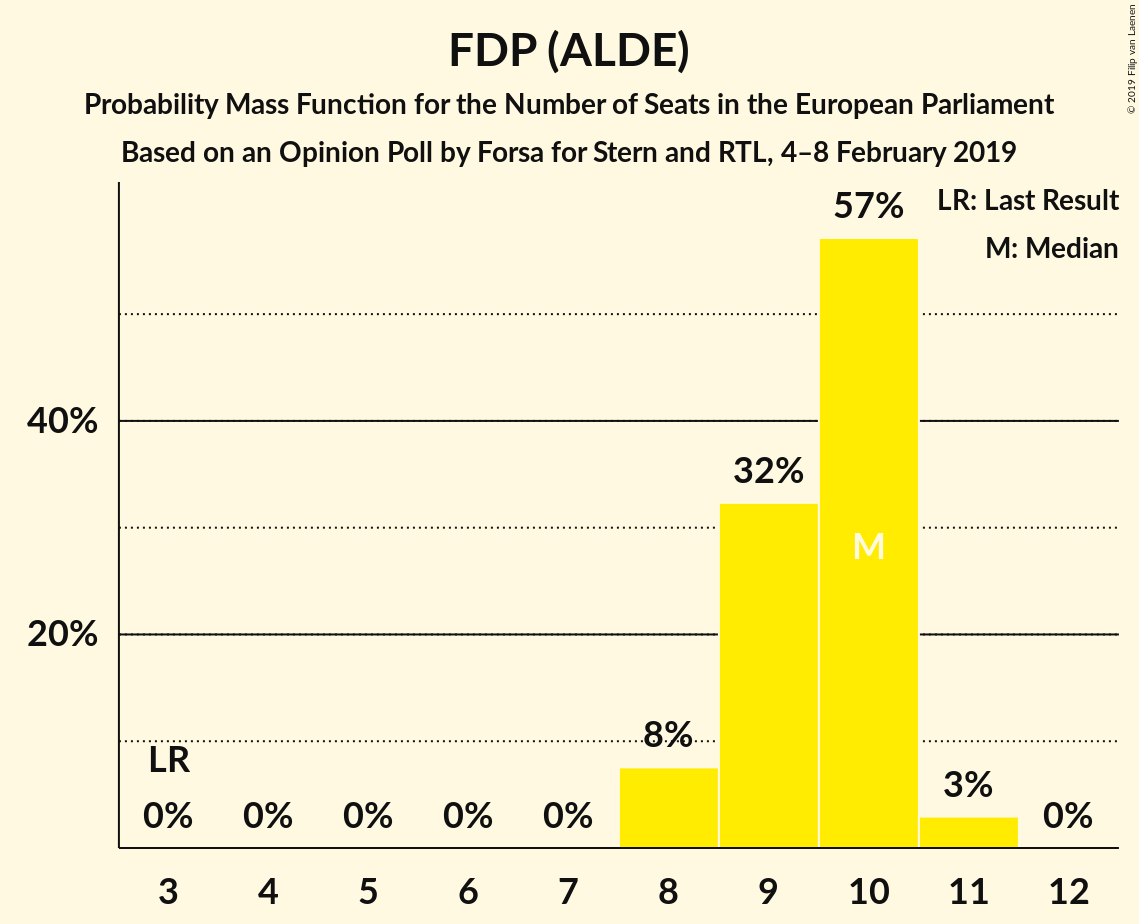 FDP (ALDE)
Probability Mass Function for the Number of Seats in the European Parliament
Based on an Opinion Poll by Forsa for Stern and RTL, 4–8 February 2019
© 2019 Filip van Laenen
LR: Last Result
M: Median
57%
40%
32%
M
20%
8%
LR
3%
0% 0% 0% 0% 0% 0%
3 4 5 6 7 8 9 10 11 12